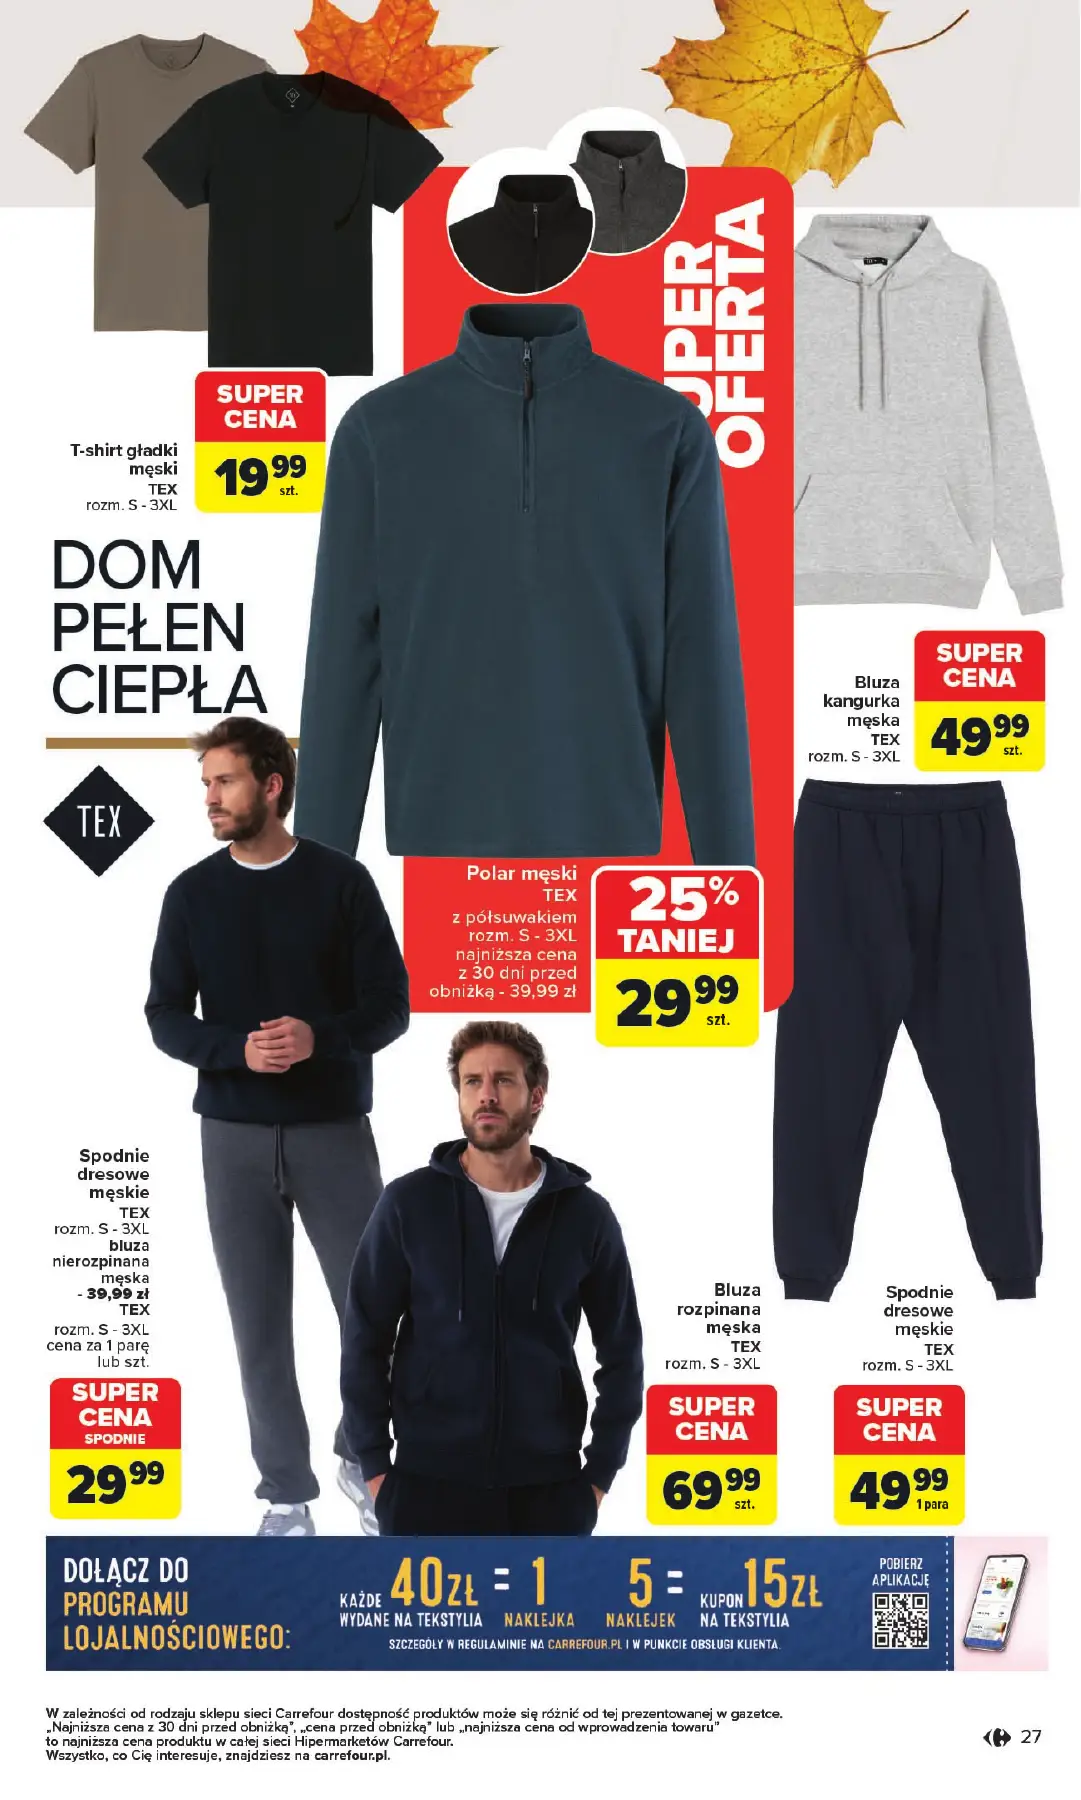 SUPER
OFERTA
SUPER
CENA
19 99
szt.
T-shirt gładki
męski
TEX
rozm. S - 3XL
DOM
PEŁEN
CIEPŁA
TEX
SUPER
CENA
49 99
szt.
Bluza
kangurka
męska
TEX
rozm. S - 3XL
Polar męski
TEX
z półsuwakiem
rozm. S - 3XL
najniższa cena
z 30 dni przed
obniżką - 39,99 zł
25%
TANIEJ
29 99
szt.
Spodnie
dresowe
męskie
TEX
rozm. S - 3XL
bluza
nierozpinana
męska
- 39,99 zł
TEX
rozm. S - 3XL
cena za 1 parę
lub szt.
SUPER
CENA
SPODNIE
29 99
Bluza
rozpinana
męska
TEX
rozm. S - 3XL
SUPER
CENA
69 99
szt.
Spodnie
dresowe
męskie
TEX
rozm. S - 3XL
SUPER
CENA
49 99
1 para
DOŁĄCZ DO
PROGRAMU
LOJALNOŚCIOWEGO:
KAŻDE 40ZŁ = 1 5 = KUPON 15ZŁ
WYDANE NA TEKSTYLIA NAKLEJKA NAKLEJEK NA TEKSTYLIA
SZCZEGÓŁY W REGULAMINIE NA CARREFOUR.PL I W PUNKCIE OBSŁUGI KLIENTA.
POBIERZ
APLIKACJĘ
W zależności od rodzaju sklepu sieci Carrefour dostępność produktów może się różnić od tej prezentowanej w gazetce.
„Najniższa cena z 30 dni przed obniżką”, „cena przed obniżką” lub „najniższa cena od wprowadzenia towaru”
to najniższa cena produktu w całej sieci Hipermarketów Carrefour.
Wszystko, co Cię interesuje, znajdziesz na carrefour.pl.
27